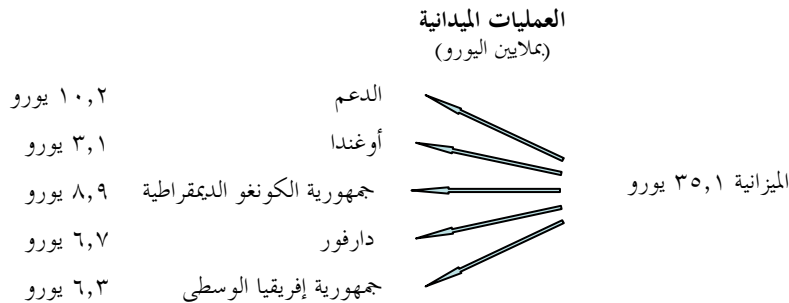 العمليات الميدانية
(بملايين اليورو)
الميزانية ٣٥,١ يورو
الدعم ١٠,٢ يورو
أوغندا ٣,١ يورو
جمهورية الكونغو الديمقراطية ٨,٩ يورو
دارفور ٦,٧ يورو
جمهورية إفريقيا الوسطى ٦,٣ يورو